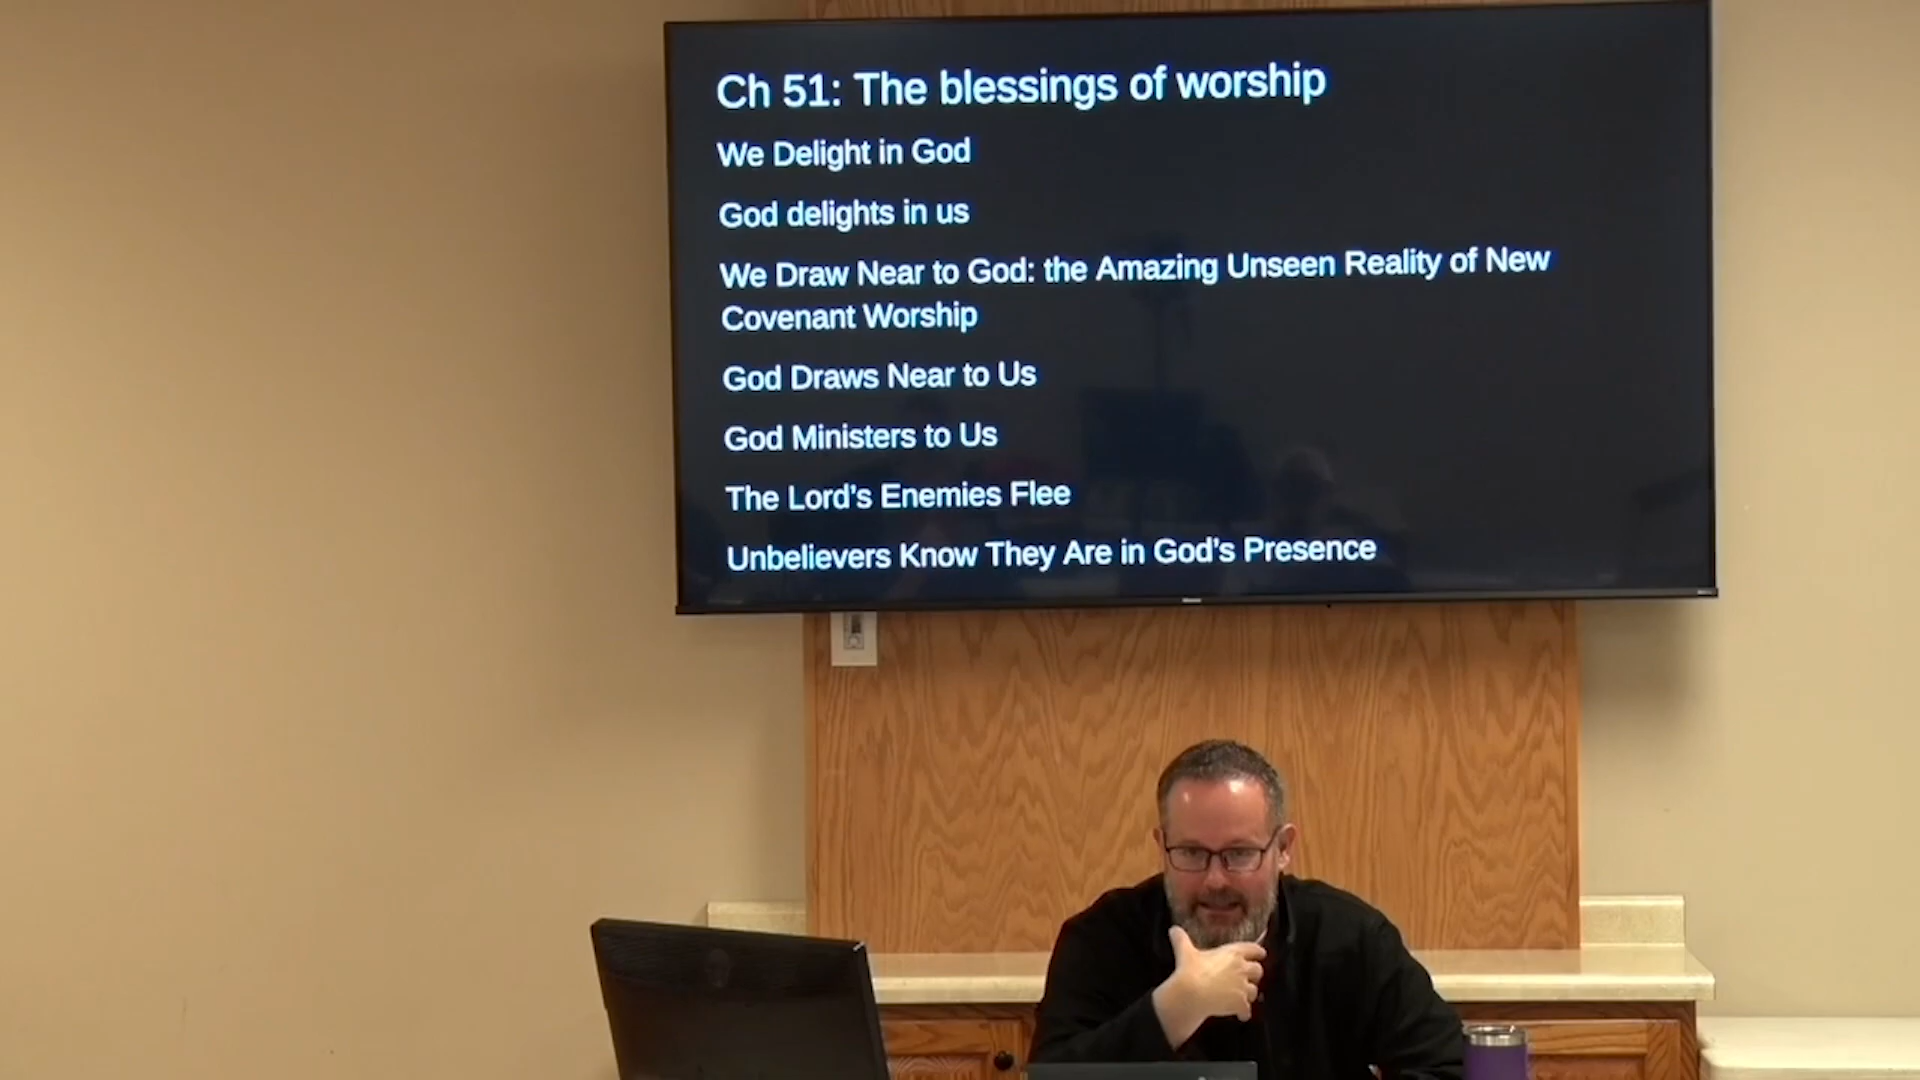 Ch 51: The blessings of worship
We Delight in God
God delights in us
We Draw Near to God: the Amazing Unseen Reality of New
Covenant Worship
God Draws Near to Us
God Ministers to Us
The Lord’s Enemies Flee
Unbelievers Know They Are in God’s Presence